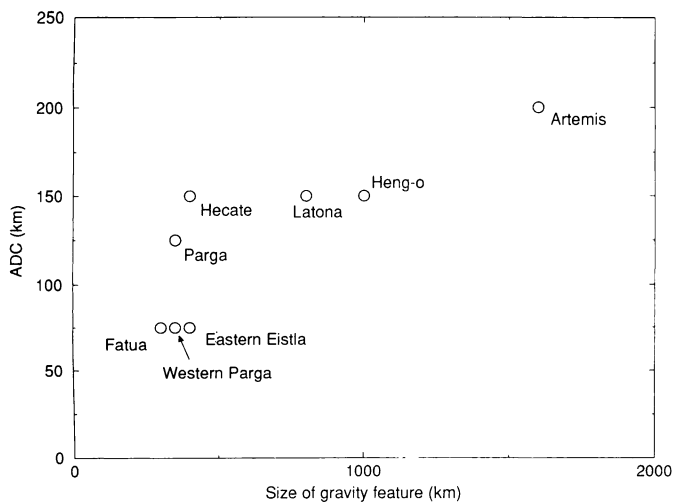 250
200
150
100
50
0
ADC (km)
Artemis
Heng-o
Hecate
Latona
Parga
Fatua
Eastern Eistla
Western Parga
0
1000
2000
Size of gravity feature (km)